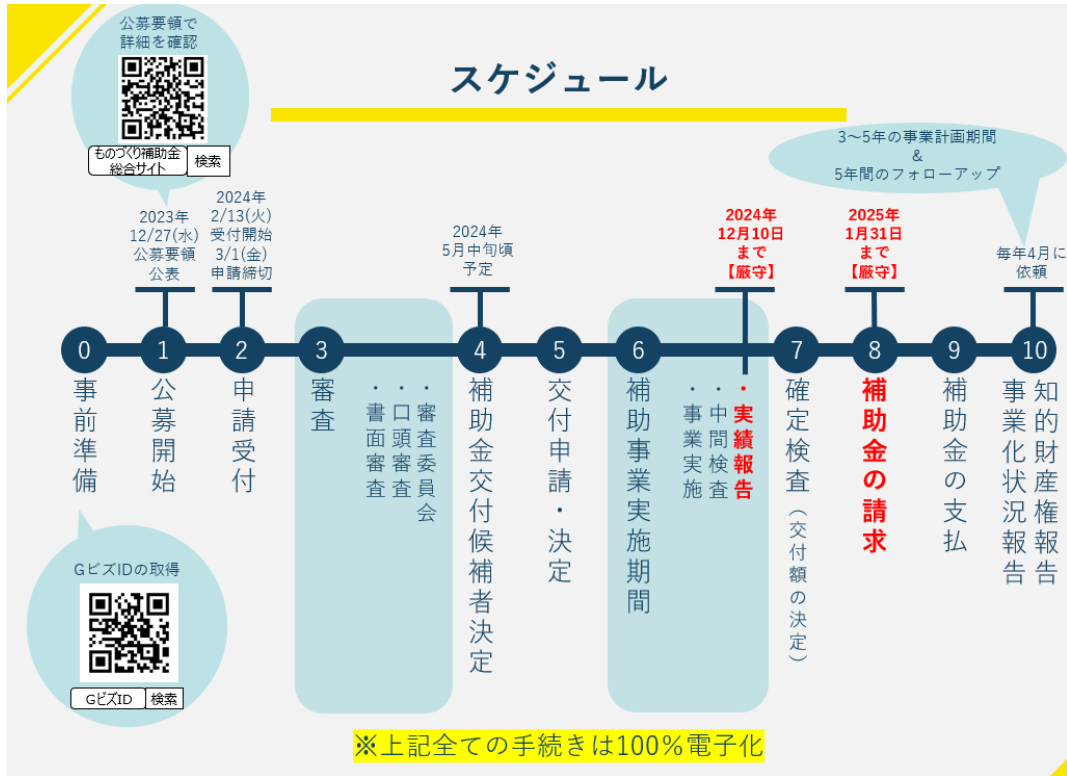 公募要領で
詳細を確認
ものづくり補助金
総合サイト
検索
スケジュール
3～5年の事業計画期間
&
5年間のフォローアップ
2023年
12/27(水)
公募要領
公表
2024年
2/13(火)
受付開始
3/1(金)
申請締切
2024年
5月中旬頃
予定
2024年
12月10日
まで
【厳守】
2025年
1月31日
まで
【厳守】
毎年4月に
依頼
0
事前準備
1
公募開始
2
申請受付
3
審査
・書面審査
・口頭審査
・審査委員会
4
補助金交付候補者決定
5
交付申請・決定
6
補助事業実施期間
・事業実施
・中間検査
・実績報告
7
確定検査（交付額の決定）
8
補助金の請求
9
補助金の支払
10
知的財産権報告
事業化状況報告
GビズIDの取得
GビズID
検索
※上記全ての手続きは100％電子化